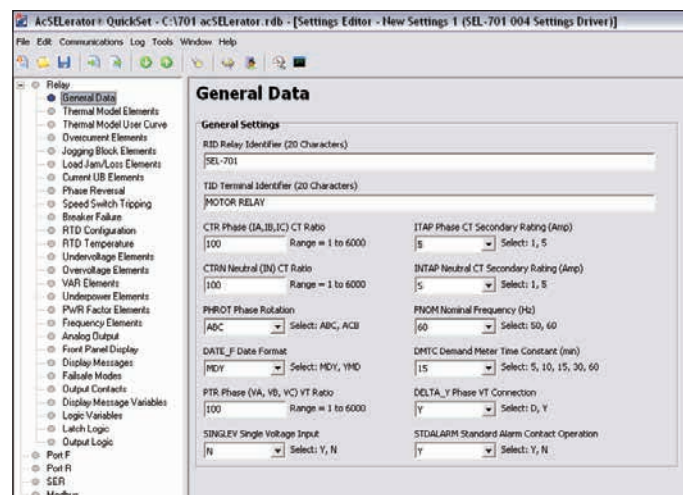 AcSELerator® QuickSet - C:\701 acSELerator.rdb - [Settings Editor - New Settings 1 (SEL-701 004 Settings Driver)]
File Edit Communications Log Tools Window Help
Relay
General Data
Thermal Model Elements
Thermal Model User Curve
Overcurrent Elements
Jogging Block Elements
Load Jam/Loss Elements
Current UB Elements
Phase Reversal
Speed Switch Tripping
Breaker Failure
RTD Configuration
RTD Temperature
Undervoltage Elements
Overvoltage Elements
VAR Elements
Underpower Elements
PWR Factor Elements
Frequency Elements
Analog Output
Front Panel Display
Display Messages
Failsafe Modes
Output Contacts
Display Message Variables
Logic Variables
Latch Logic
Output Logic
Port F
Port R
SER
Modbus
General Data
General Settings
RID Relay Identifier (20 Characters)
SEL-701
TID Terminal Identifier (20 Characters)
MOTOR RELAY
CTR Phase (IA,IB,IC) CT Ratio
100 Range = 1 to 6000
ITAP Phase CT Secondary Rating (Amp)
5 Select: 1, 5
CTRN Neutral (IN) CT Ratio
100 Range = 1 to 6000
INTAP Neutral CT Secondary Rating (Amp)
5 Select: 1, 5
PHROT Phase Rotation
ABC Select: ABC, ACB
FNOM Nominal Frequency (Hz)
60 Select: 50, 60
DATE_F Date Format
MDY Select: MDY, YMD
DMTC Demand Meter Time Constant (min)
15 Select: 5, 10, 15, 30, 60
PTR Phase (VA, VB, VC) VT Ratio
100 Range = 1 to 6000
DELTA_Y Phase VT Connection
Y Select: D, Y
SINGLEV Single Voltage Input
N Select: Y, N
STDALARM Standard Alarm Contact Operation
Y Select: Y, N